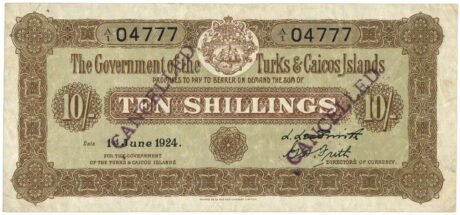 A/1 04777 A/1 04777
The Government of the Turks & Caicos Islands
PROMISES TO PAY TO BEARER ON DEMAND THE SUM OF
10/- TEN SHILLINGS 10/-
CANCELLED CANCELLED
Date 1st June 1924.
FOR THE GOVERNMENT
OF THE TURKS & CAICOS ISLANDS
DIRECTORS OF CURRENCY.